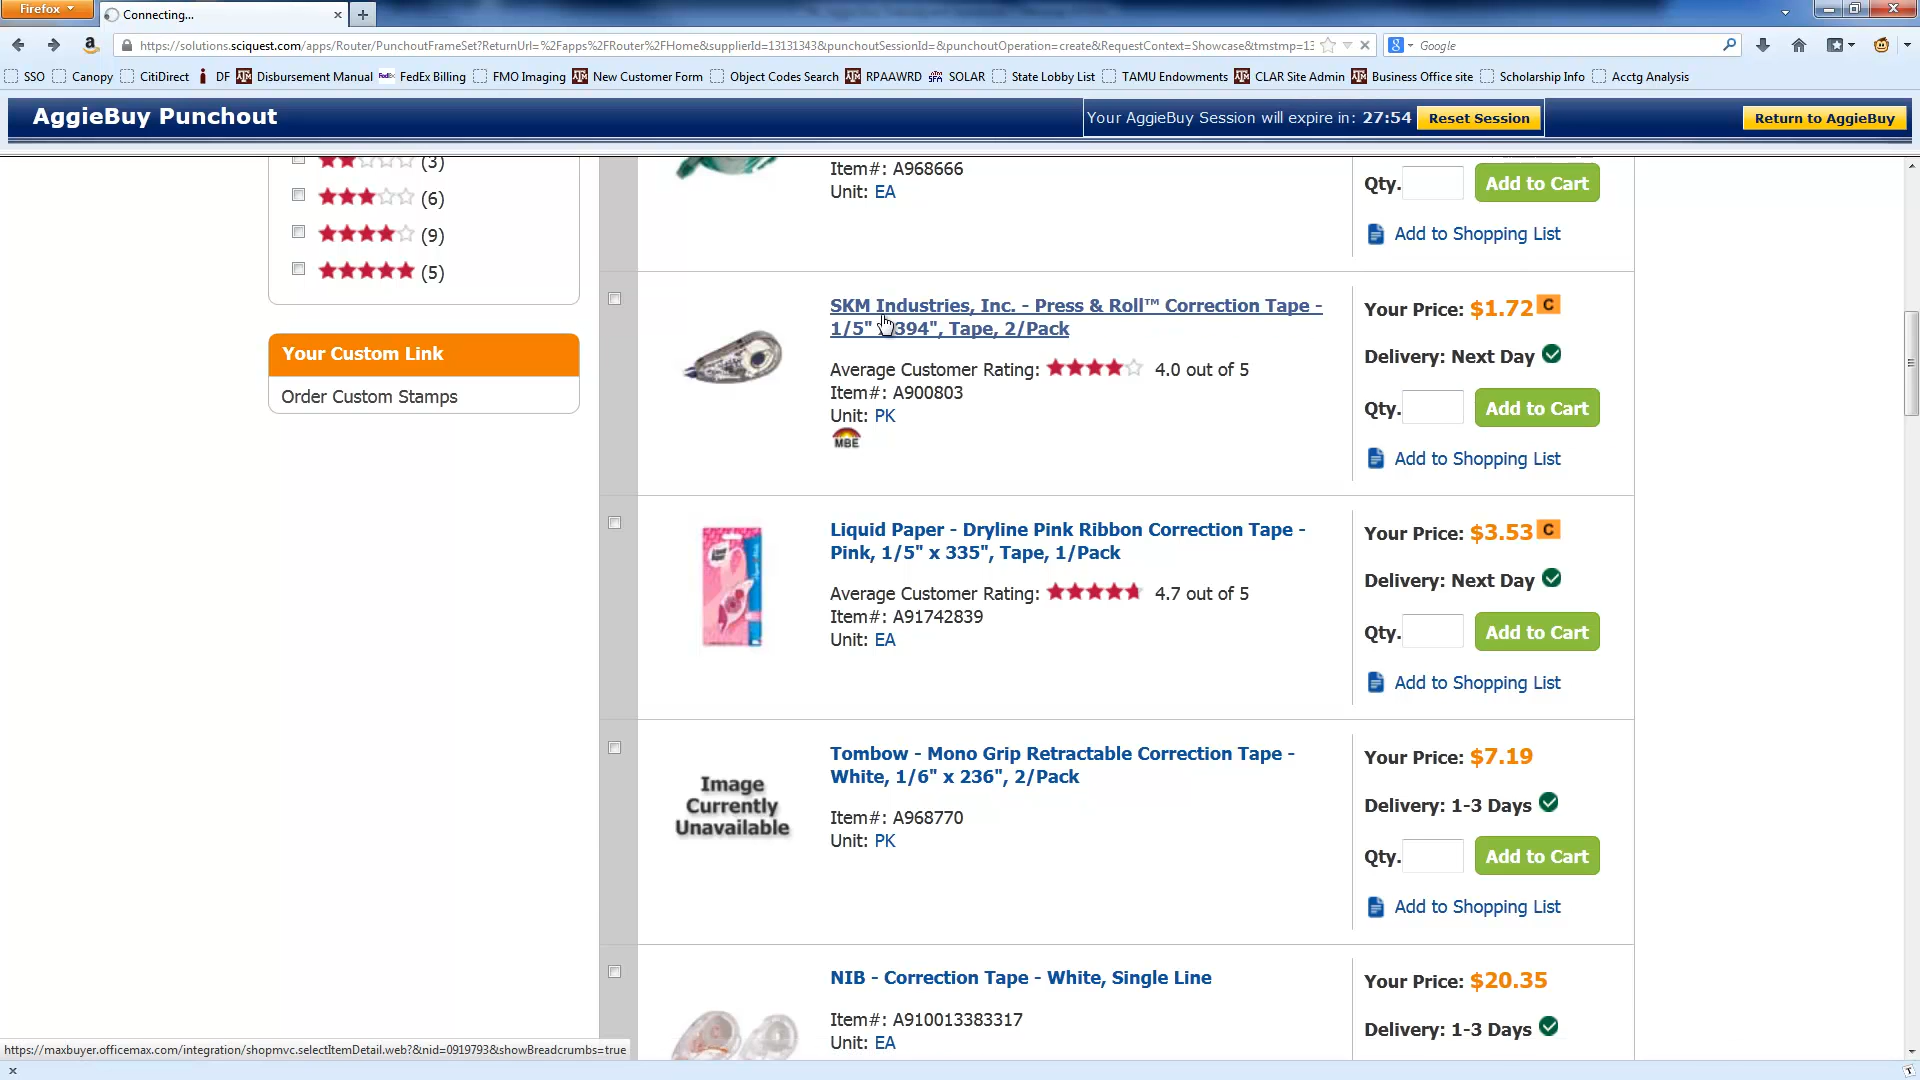 Firefox
Connecting...
https://solutions.sciquest.com/apps/Router/PunchoutFrameSet?ReturnUrl=%2Fapps%2FRouter%2FHome&supplierId=13131343&punchoutSessionId=&punchoutOperation=create&RequestContext=Showcase&tmstmp=13
Google
SSO Canopy CitiDirect DF Disbursement Manual FedEx Billing FMO Imaging New Customer Form Object Codes Search RPAAWRD SOLAR State Lobby List TAMU Endowments CLAR Site Admin Business Office site Scholarship Info Acctg Analysis
AggieBuy Punchout
Your AggieBuy Session will expire in: 27:54 Reset Session
Return to AggieBuy
(3)
(6)
(9)
(5)
Your Custom Link
Order Custom Stamps
Item#: A968666
Unit: EA
Qty. Add to Cart
Add to Shopping List
SKM Industries, Inc. - Press & Roll™ Correction Tape -
1/5" x 394", Tape, 2/Pack
Average Customer Rating: 4.0 out of 5
Item#: A900803
Unit: PK
MBE
Your Price: $1.72 C
Delivery: Next Day
Qty. Add to Cart
Add to Shopping List
Liquid Paper - Dryline Pink Ribbon Correction Tape -
Pink, 1/5" x 335", Tape, 1/Pack
Average Customer Rating: 4.7 out of 5
Item#: A91742839
Unit: EA
Your Price: $3.53 C
Delivery: Next Day
Qty. Add to Cart
Add to Shopping List
Image
Currently
Unavailable
Tombow - Mono Grip Retractable Correction Tape -
White, 1/6" x 236", 2/Pack
Item#: A968770
Unit: PK
Your Price: $7.19
Delivery: 1-3 Days
Qty. Add to Cart
Add to Shopping List
NIB - Correction Tape - White, Single Line
Item#: A910013383317
Unit: EA
Your Price: $20.35
Delivery: 1-3 Days
https://maxbuyer.officemax.com/integration/shopmvc.selectItemDetail.web?&nid=0919793&showBreadcrumbs=true